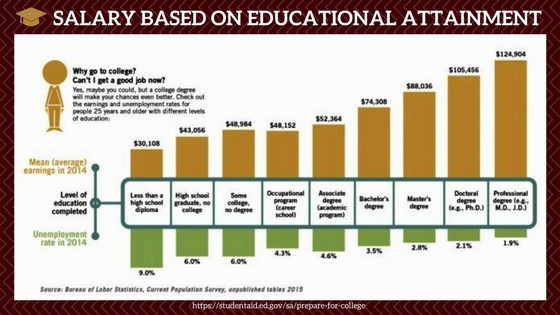 SALARY BASED ON EDUCATIONAL ATTAINMENT
Why go to college?
Can't I get a good job now?
Yes, maybe you could, but a college degree
will make your chances even better. Check out
the earnings and unemployment rates for
people 25 years and older with different levels
of education:
$30,108
$43,056
$48,984
$48,152
$52,364
$74,308
$88,036
$105,456
$124,904
Mean (average)
earnings in 2014
Level of
education
completed
Less than a
high school
diploma
High school
graduate, no
college
Some
college,
no degree
Occupational
program
(career
school)
Associate
degree
(academic
program)
Bachelor's
degree
Master's
degree
Doctoral
degree
(e.g., Ph.D.)
Professional
degree (e.g.,
M.D., J.D.)
Unemployment
rate in 2014
9.0%
6.0%
6.0%
4.3%
4.6%
3.5%
2.8%
2.1%
1.9%
Source: Bureau of Labor Statistics, Current Population Survey, unpublished tables 2015
https://studentaid.ed.gov/sa/prepare-for-college